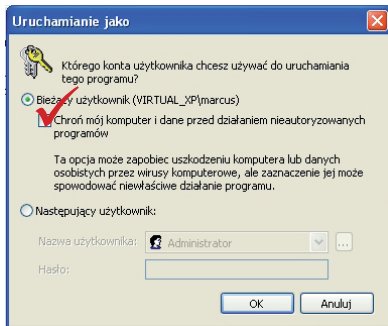 Uruchamianie jako
Którego konta użytkownika chcesz używać do uruchamiania
tego programu?
Bieżący użytkownik (VIRTUAL_XP\marcus)
Chroń mój komputer i dane przed działaniem nieautoryzowanych
programów
Ta opcja może zapobiec uszkodzeniu komputera lub danych
osobistych przez wirusy komputerowe, ale zaznaczenie jej może
spowodować niewłaściwe działanie programu.
Następujący użytkownik:
Nazwa użytkownika: Administrator ...
Hasło:
OK Anuluj